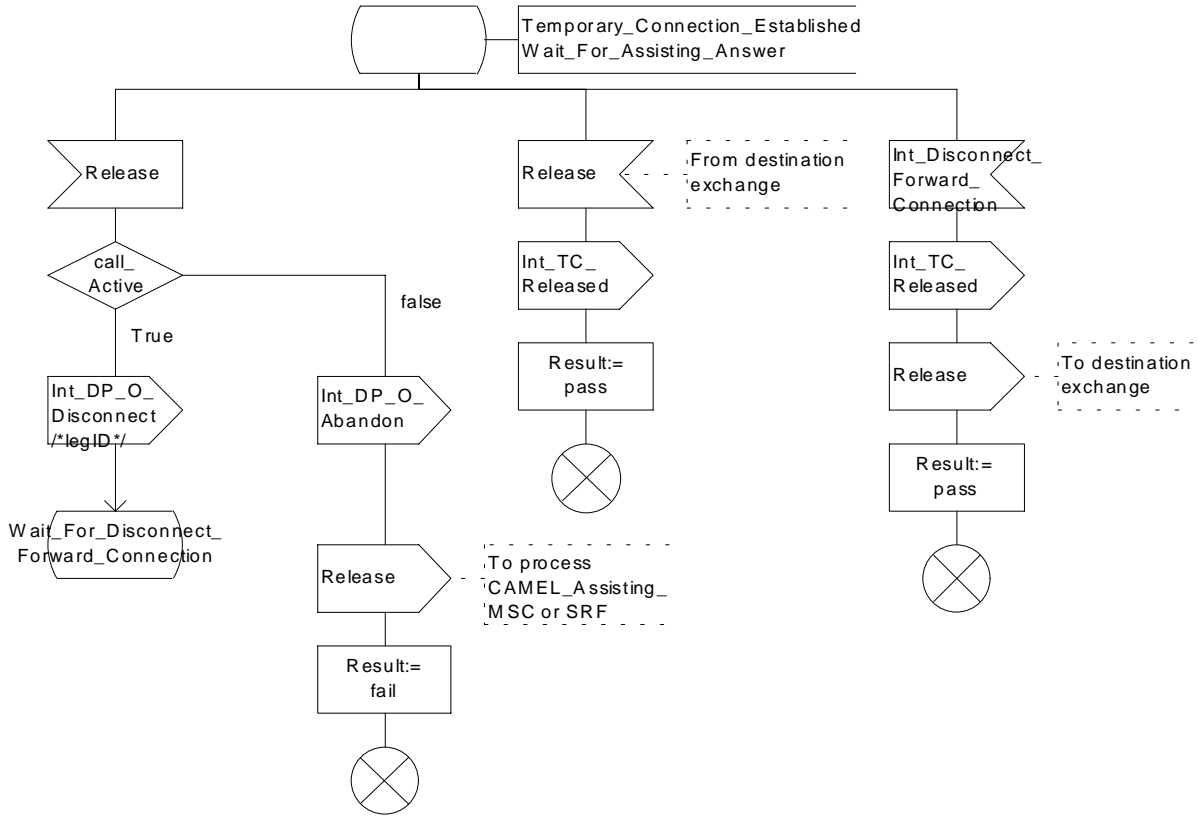 Temporary_Connection_Established
Wait_For_Assisting_Answer
Release
call_
Active
True
false
Int_DP_O_
Disconnect
/*legID*/
Wait_For_Disconnect_
Forward_Connection
Int_DP_O_
Abandon
Release
To process
CAMEL_Assisting_
MSC or SRF
Result:=
fail
Release
From destination
exchange
Int_TC_
Released
Result:=
pass
Int_Disconnect_
Forward_
Connection
Int_TC_
Released
Release
To destination
exchange
Result:=
pass